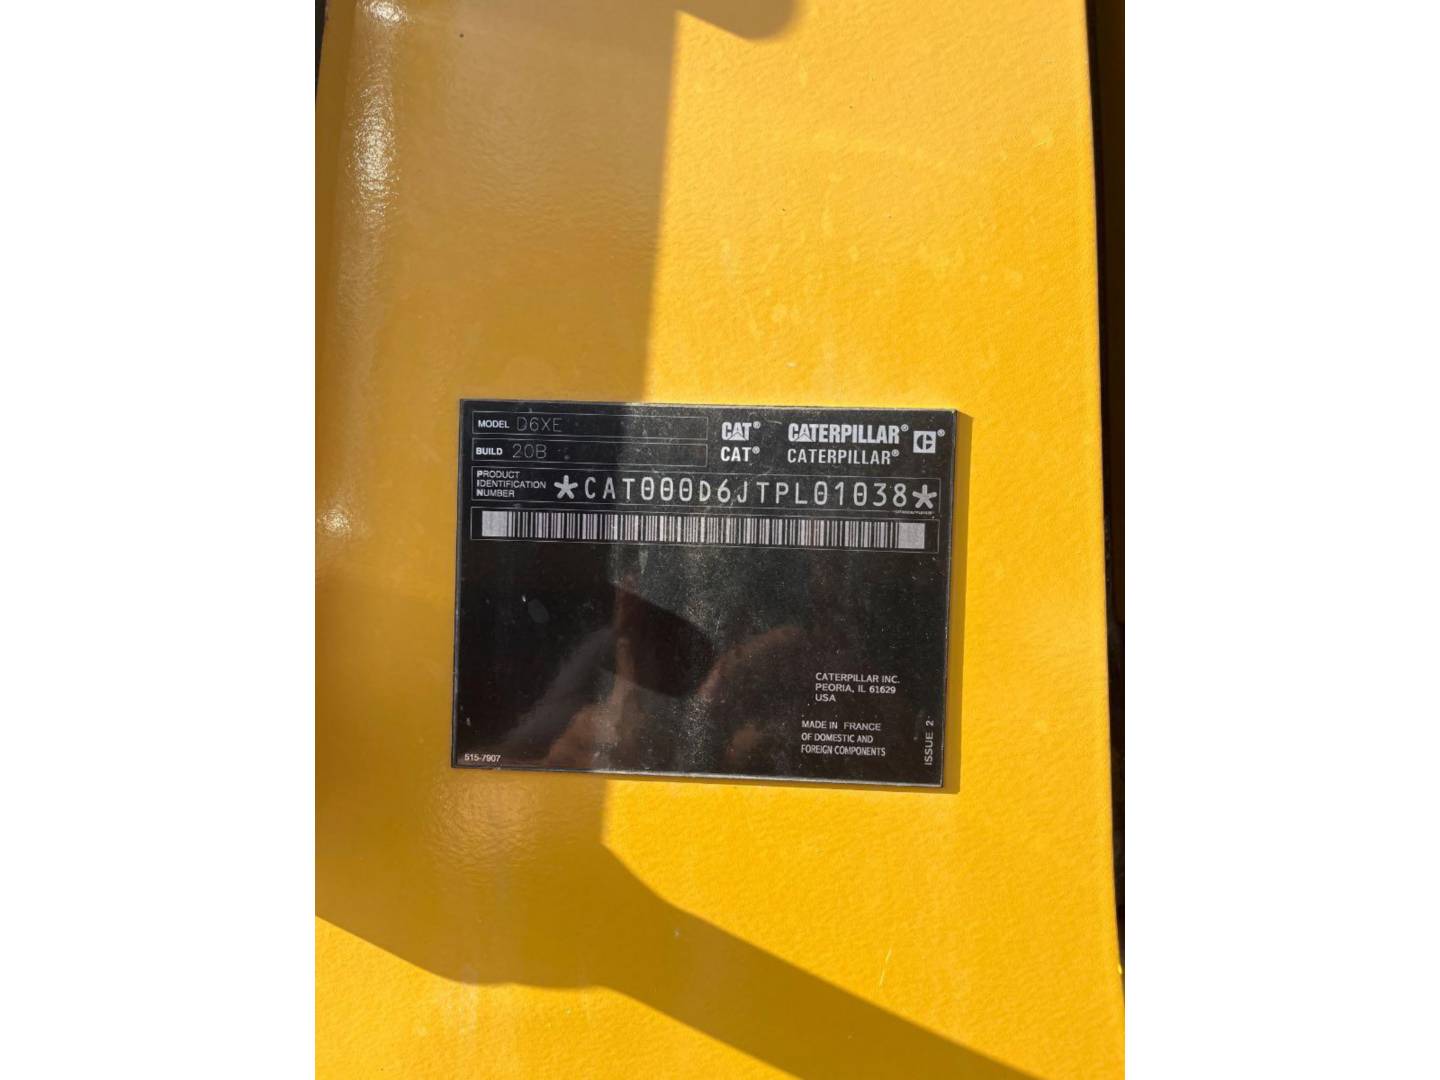 MODEL D6XE
BUILD 20B
CAT® CATERPILLAR® ®
CAT® CATERPILLAR®
PRODUCT
IDENTIFICATION
NUMBER
*CAT000D6JTPL01038*
CATERPILLAR INC.
PEORIA, IL 61629
USA
MADE IN FRANCE
OF DOMESTIC AND
FOREIGN COMPONENTS
515-7907
ISSUE 2